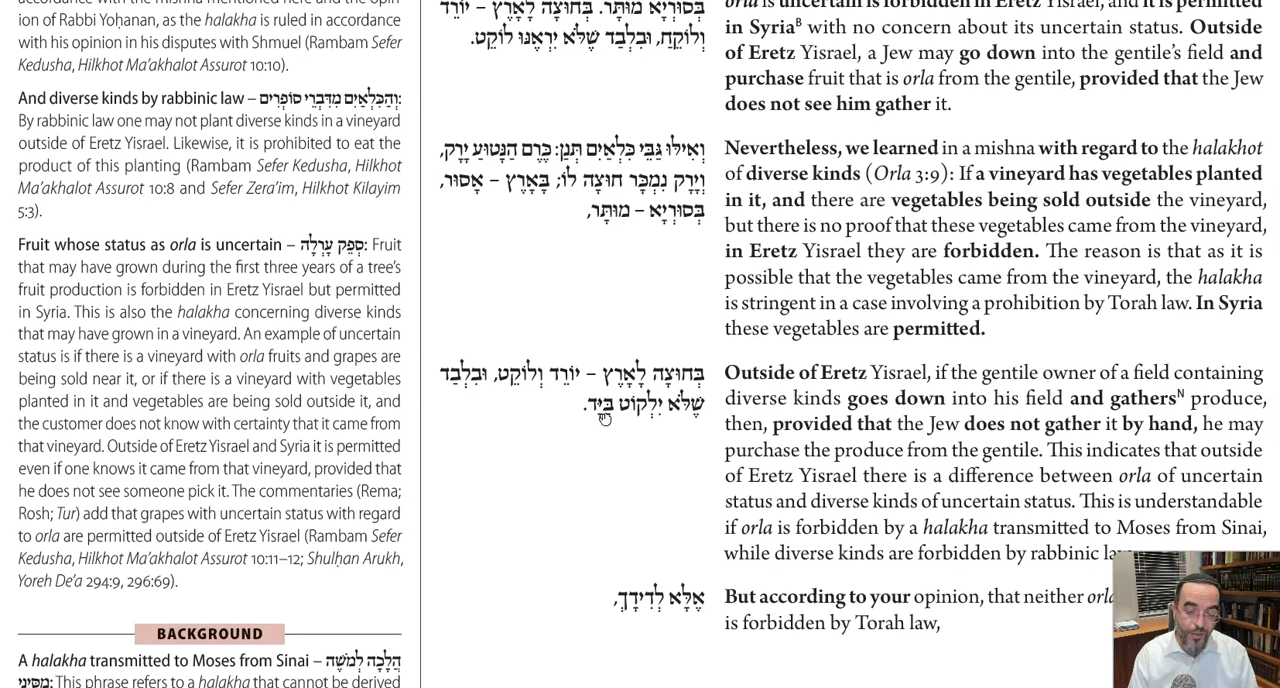 accordance with the mishna mentioned here and the opin-
ion of Rabbi Yoḥanan, as the halakha is ruled in accordance
with his opinion in his disputes with Shmuel (Rambam Sefer
Kedusha, Hilkhot Ma'akhalot Assurot 10:10).
And diverse kinds by rabbinic law – וְהַכִּלְאַיִם מִדִּבְרֵי סוֹפְרִים:
By rabbinic law one may not plant diverse kinds in a vineyard
outside of Eretz Yisrael. Likewise, it is prohibited to eat the
product of this planting (Rambam Sefer Kedusha, Hilkhot
Ma'akhalot Assurot 10:8 and Sefer Zera'im, Hilkhot Kilayim
5:3).
Fruit whose status as orla is uncertain – סְפֵק עׇרְלָה: Fruit
that may have grown during the first three years of a tree's
fruit production is forbidden in Eretz Yisrael but permitted
in Syria. This is also the halakha concerning diverse kinds
that may have grown in a vineyard. An example of uncertain
status is if there is a vineyard with orla fruits and grapes are
being sold near it, or if there is a vineyard with vegetables
planted in it and vegetables are being sold outside it, and
the customer does not know with certainty that it came from
that vineyard. Outside of Eretz Yisrael and Syria it is permitted
even if one knows it came from that vineyard, provided that
he does not see someone pick it. The commentaries (Rema;
Rosh; Tur) add that grapes with uncertain status with regard
to orla are permitted outside of Eretz Yisrael (Rambam Sefer
Kedusha, Hilkhot Ma'akhalot Assurot 10:11–12; Shulḥan Arukh,
Yoreh De'a 294:9, 296:69).
BACKGROUND
A halakha transmitted to Moses from Sinai – הֲלָכָה לְמֹשֶׁה
מִסִּינַי: This phrase refers to a halakha that cannot be derived
בְּסוּרְיָא מוּתָּר. בְּחוּצָה לָאָרֶץ – יוֹרֵד
וְלוֹקֵחַ, וּבִלְבַד שֶׁלֹּא יִרְאֶנּוּ לוֹקֵט.
וְאִילּוּ גַּבֵּי כִּלְאַיִם תְּנַן: כֶּרֶם הַנָּטוּעַ יָרָק,
וְיָרָק נִמְכָּר חוּצָה לוֹ; בָּאָרֶץ – אָסוּר,
בְּסוּרְיָא – מוּתָּר,
בְּחוּצָה לָאָרֶץ – יוֹרֵד וְלוֹקֵט, וּבִלְבַד
שֶׁלֹּא יִלְקוֹט בַּיָּד.
אֶלָּא לְדִידָךְ,
orla is uncertain is forbidden in Eretz Yisrael, and it is permitted
in Syriaᴮ with no concern about its uncertain status. Outside
of Eretz Yisrael, a Jew may go down into the gentile's field and
purchase fruit that is orla from the gentile, provided that the Jew
does not see him gather it.
Nevertheless, we learned in a mishna with regard to the halakhot
of diverse kinds (Orla 3:9): If a vineyard has vegetables planted
in it, and there are vegetables being sold outside the vineyard,
but there is no proof that these vegetables came from the vineyard,
in Eretz Yisrael they are forbidden. The reason is that as it is
possible that the vegetables came from the vineyard, the halakha
is stringent in a case involving a prohibition by Torah law. In Syria
these vegetables are permitted.
Outside of Eretz Yisrael, if the gentile owner of a field containing
diverse kinds goes down into his field and gathersᴺ produce,
then, provided that the Jew does not gather it by hand, he may
purchase the produce from the gentile. This indicates that outside
of Eretz Yisrael there is a difference between orla of uncertain
status and diverse kinds of uncertain status. This is understandable
if orla is forbidden by a halakha transmitted to Moses from Sinai,
while diverse kinds are forbidden by rabbinic
But according to your opinion, that neither orla
is forbidden by Torah law,